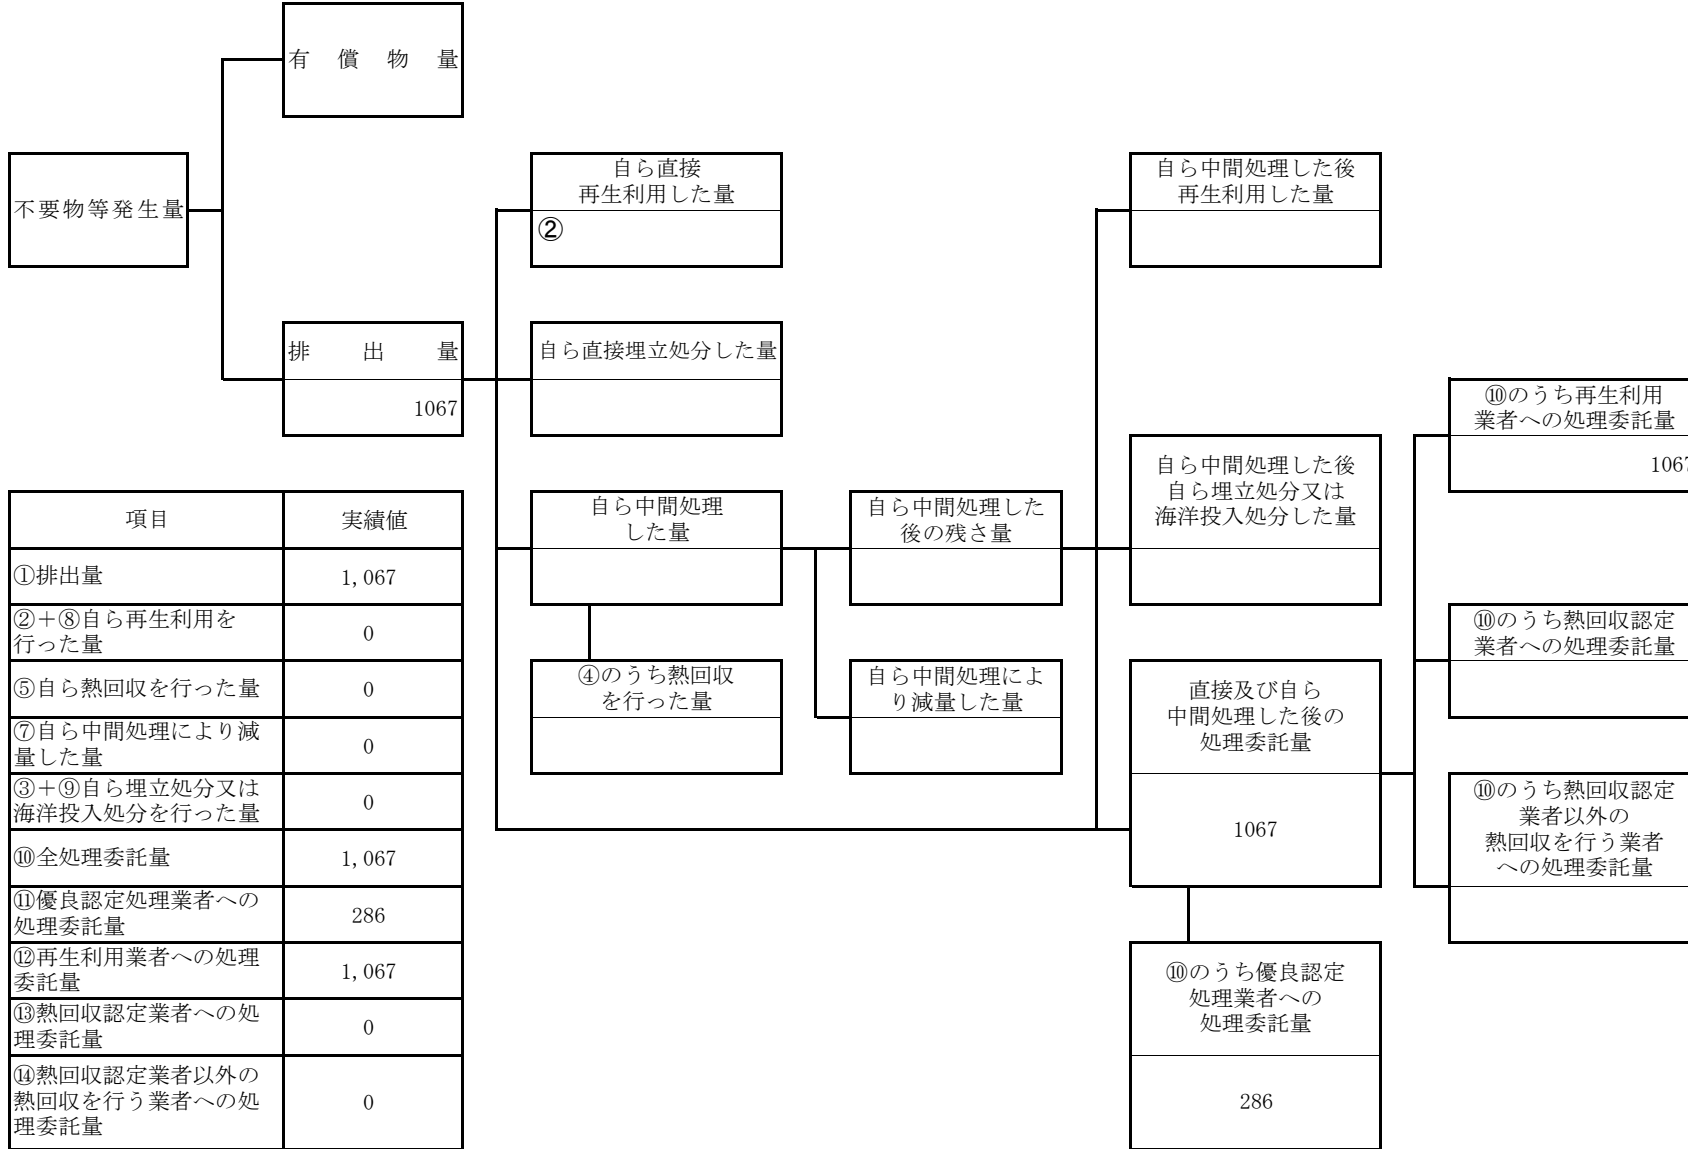 有償物量
不要物等発生量
自ら直接
再生利用した量
②
自ら中間処理した後
再生利用した量
排出量
1067
自ら直接埋立処分した量
⑩のうち再生利用
業者への処理委託量
1067
自ら中間処理した後
自ら埋立処分又は
海洋投入処分した量
自ら中間処理
した量
自ら中間処理した
後の残さ量
④のうち熱回収
を行った量
自ら中間処理によ
り減量した量
直接及び自ら
中間処理した後の
処理委託量
1067
⑩のうち熱回収認定
業者への処理委託量
⑩のうち熱回収認定
業者以外の
熱回収を行う業者
への処理委託量
⑩のうち優良認定
処理業者への
処理委託量
286
項目 実績値
①排出量 1,067
②＋⑧自ら再生利用を
行った量 0
⑤自ら熱回収を行った量 0
⑦自ら中間処理により減
量した量 0
③＋⑨自ら埋立処分又は
海洋投入処分を行った量 0
⑩全処理委託量 1,067
⑪優良認定処理業者への
処理委託量 286
⑫再生利用業者への処理
委託量 1,067
⑬熱回収認定業者への処
理委託量 0
⑭熱回収認定業者以外の
熱回収を行う業者への処
理委託量 0